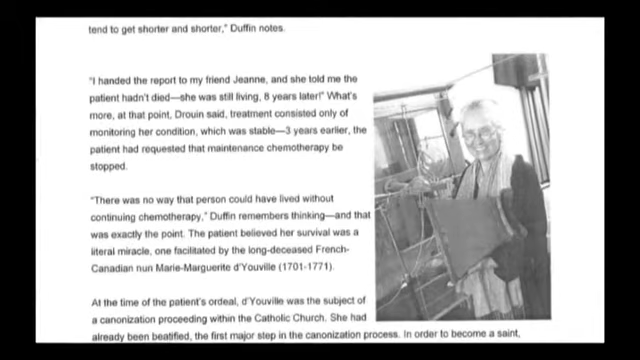 tend to get shorter and shorter," Duffin notes.
"I handed the report to my friend Jeanne, and she told me the
patient hadn't died—she was still living, 8 years later!" What's
more, at that point, Drouin said, treatment consisted only of
monitoring her condition, which was stable—3 years earlier, the
patient had requested that maintenance chemotherapy be
stopped.
"There was no way that person could have lived without
continuing chemotherapy," Duffin remembers thinking—and that
was exactly the point. The patient believed her survival was a
literal miracle, one facilitated by the long-deceased French-
Canadian nun Marie-Marguerite d'Youville (1701-1771).
At the time of the patient's ordeal, d'Youville was the subject of
a canonization proceeding within the Catholic Church. She had
already been beatified, the first major step in the canonization process. In order to become a saint,